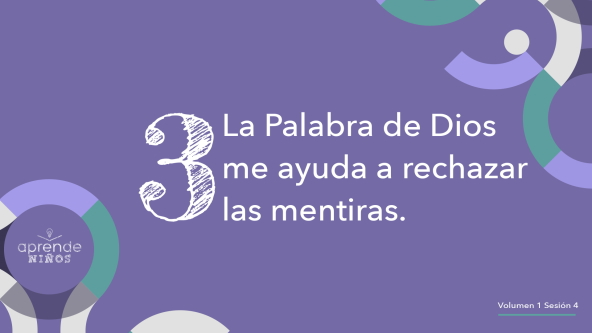 3
La Palabra de Dios
me ayuda a rechazar
las mentiras.
aprende
NIÑOS
Volumen 1 Sesión 4